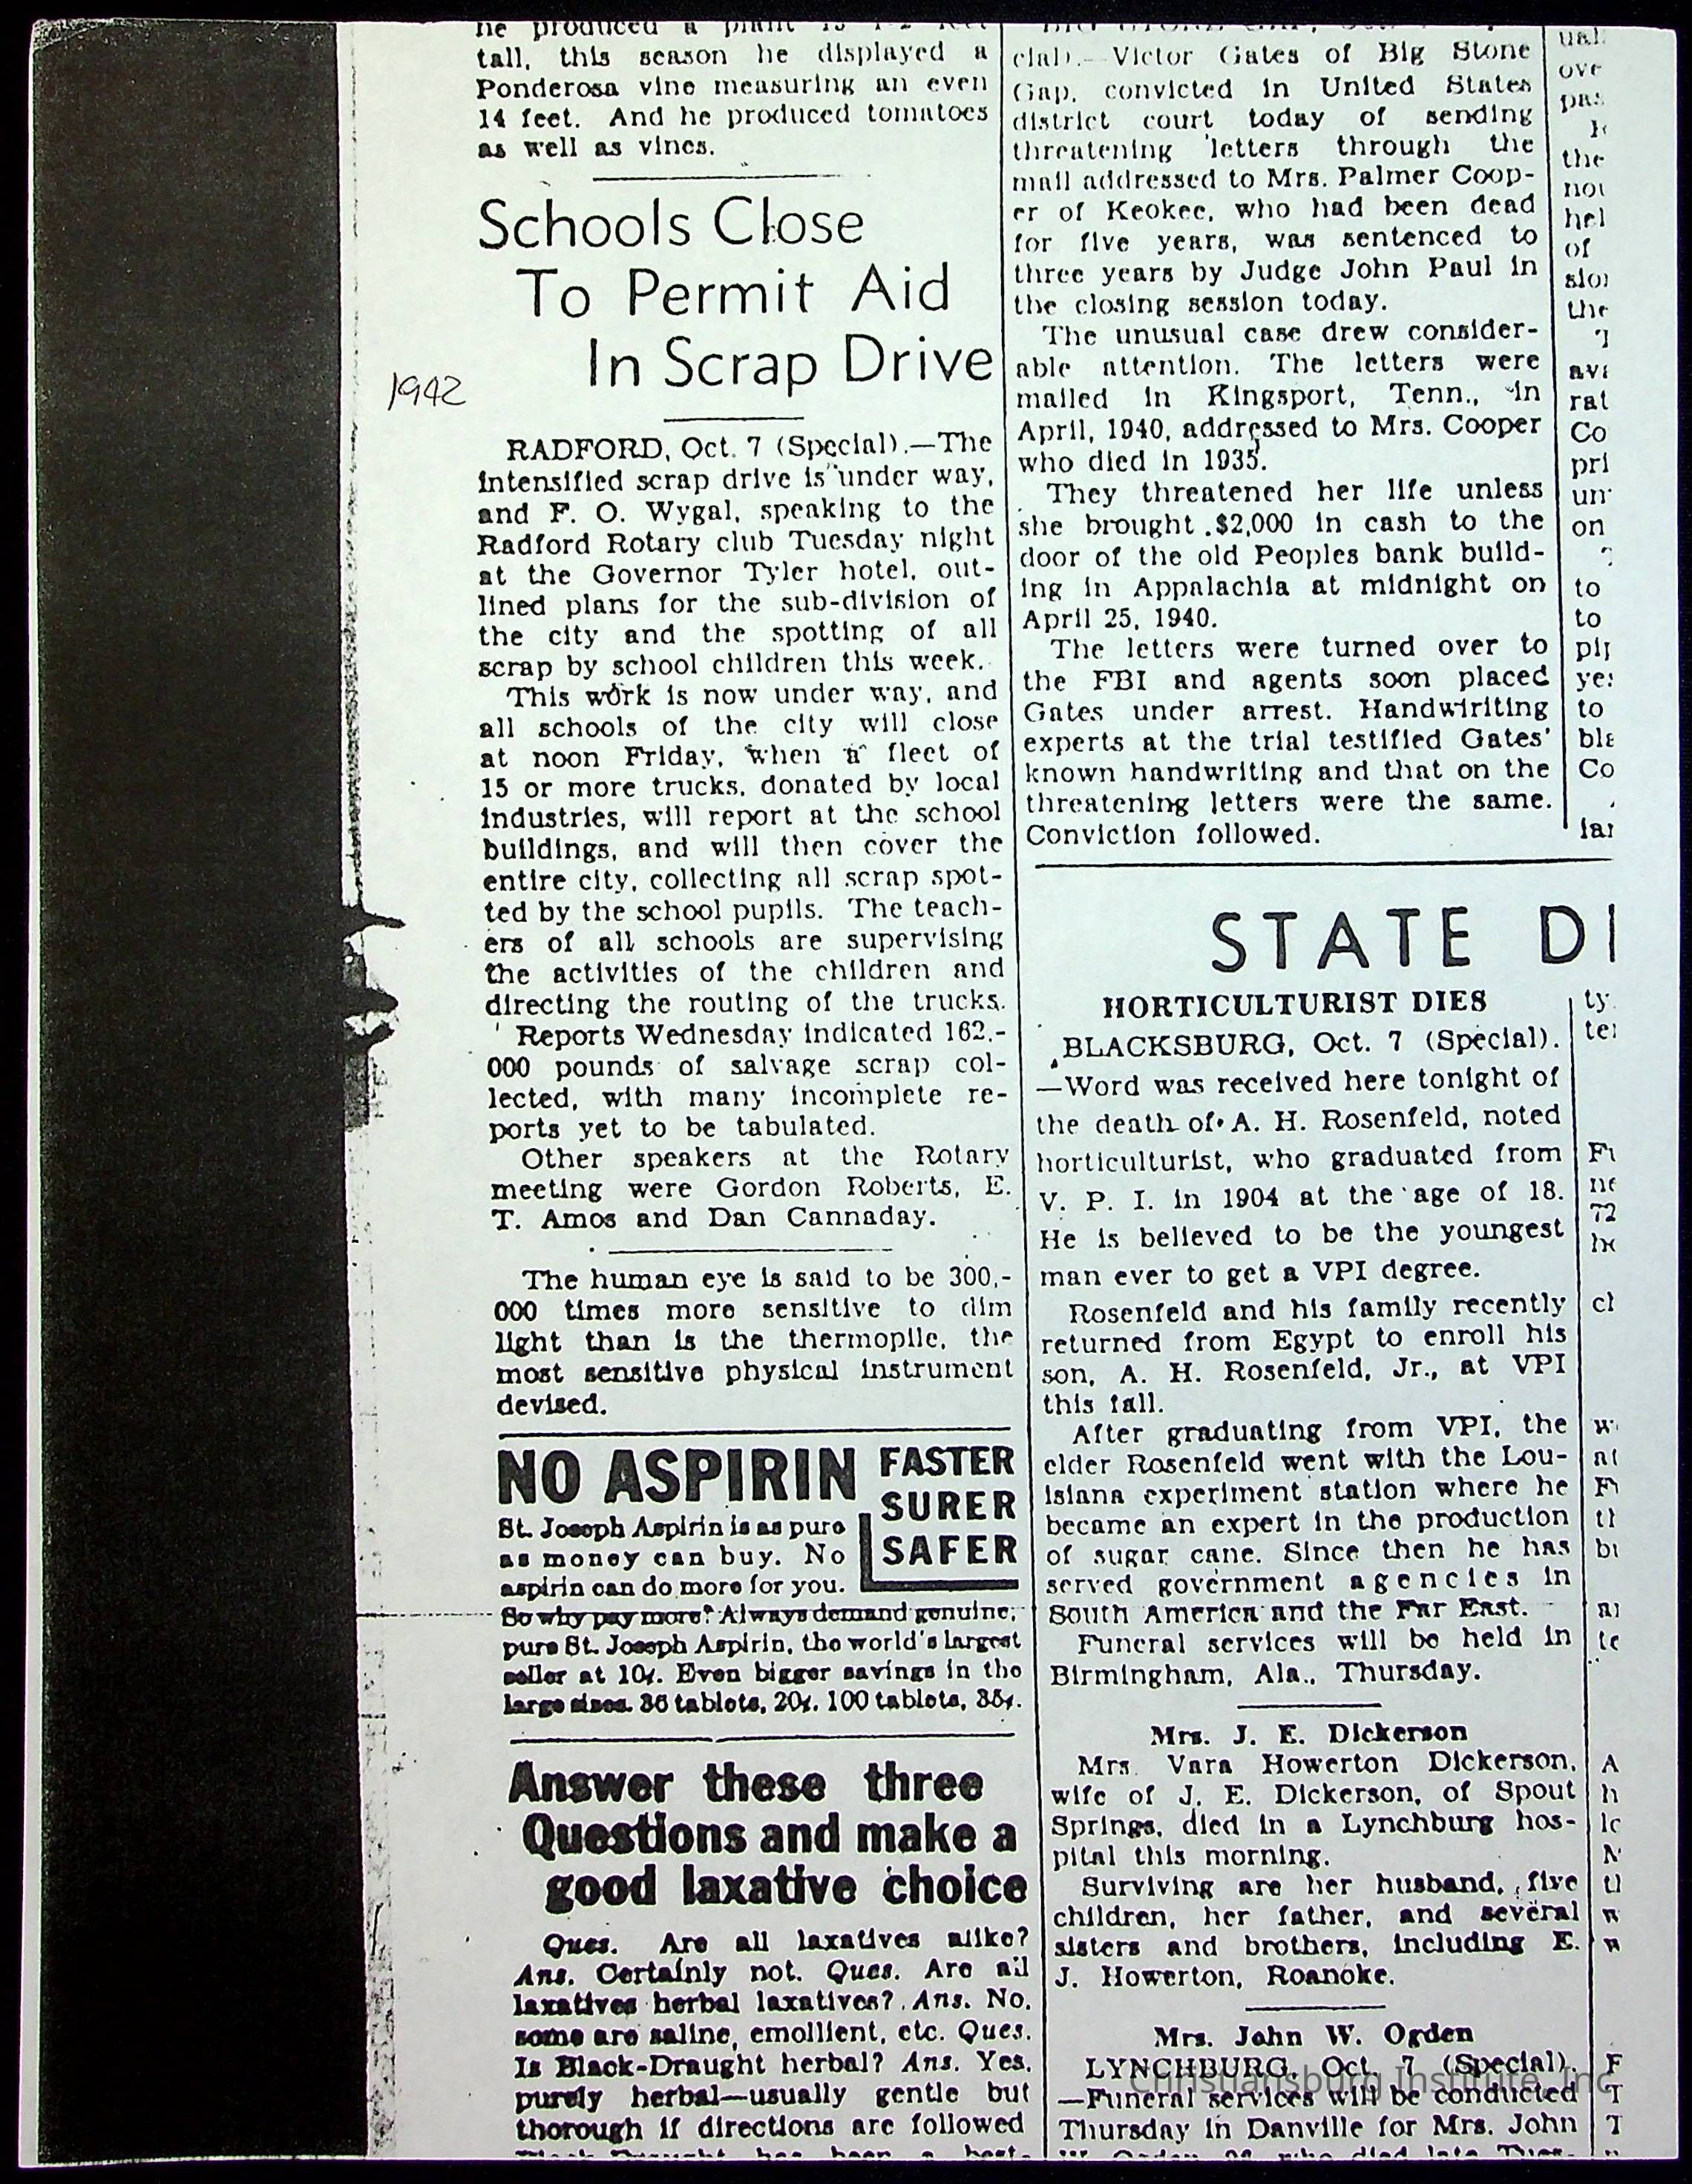 he produced a
tall, this season he displayed a
Ponderosa vine measuring an even
14 feet. And he produced tomatoes
as well as vines.
Schools Close
To Permit Aid
In Scrap Drive
1942
RADFORD, Oct. 7 (Special).—The
intensified scrap drive is under way,
and F. O. Wygal, speaking to the
Radford Rotary club Tuesday night
at the Governor Tyler hotel, out-
lined plans for the sub-division of
the city and the spotting of all
scrap by school children this week.
This work is now under way, and
all schools of the city will close
at noon Friday, when a fleet of
15 or more trucks, donated by local
industries, will report at the school
buildings, and will then cover the
entire city, collecting all scrap spot-
ted by the school pupils. The teach-
ers of all schools are supervising
the activities of the children and
directing the routing of the trucks.
Reports Wednesday indicated 162,-
000 pounds of salvage scrap col-
lected, with many incomplete re-
ports yet to be tabulated.
Other speakers at the Rotary
meeting were Gordon Roberts, E.
T. Amos and Dan Cannaday.
The human eye is said to be 300,-
000 times more sensitive to dim
light than is the thermopile, the
most sensitive physical instrument
devised.
NO ASPIRIN FASTER
SURER
SAFER
St. Joseph Aspirin is as pure
as money can buy. No
aspirin can do more for you.
So why pay more? Always demand genuine,
pure St. Joseph Aspirin, the world's largest
seller at 10¢. Even bigger savings in the
large sizes. 36 tablets, 20¢. 100 tablets, 35¢.
Answer these three
Questions and make a
good laxative choice
Ques. Are all laxatives alike?
Ans. Certainly not. Ques. Are all
laxatives herbal laxatives? Ans. No,
some are saline, emollient, etc. Ques.
Is Black-Draught herbal? Ans. Yes,
purely herbal—usually gentle but
thorough if directions are followed
cial).—Victor Gates of Big Stone
Gap, convicted in United States
district court today of sending
threatening letters through the
mail addressed to Mrs. Palmer Coop-
er of Keokee, who had been dead
for five years, was sentenced to
three years by Judge John Paul in
the closing session today.
The unusual case drew consider-
able attention. The letters were
mailed in Kingsport, Tenn., in
April, 1940, addressed to Mrs. Cooper
who died in 1935.
They threatened her life unless
she brought $2,000 in cash to the
door of the old Peoples bank build-
ing in Appalachia at midnight on
April 25, 1940.
The letters were turned over to
the FBI and agents soon placed
Gates under arrest. Handwiriting
experts at the trial testified Gates'
known handwriting and that on the
threatening letters were the same.
Conviction followed.
STATE
HORTICULTURIST DIES
BLACKSBURG, Oct. 7 (Special).
—Word was received here tonight of
the death of A. H. Rosenfeld, noted
horticulturist, who graduated from
V. P. I. in 1904 at the age of 18.
He is believed to be the youngest
man ever to get a VPI degree.
Rosenfeld and his family recently
returned from Egypt to enroll his
son, A. H. Rosenfeld, Jr., at VPI
this fall.
After graduating from VPI, the
elder Rosenfeld went with the Lou-
isiana experiment station where he
became an expert in the production
of sugar cane. Since then he has
served government agencies in
South America and the Far East.
Funeral services will be held in
Birmingham, Ala., Thursday.
Mrs. J. E. Dickerson
Mrs. Vara Howerton Dickerson,
wife of J. E. Dickerson, of Spout
Springs, died in a Lynchburg hos-
pital this morning.
Surviving are her husband, five
children, her father, and several
sisters and brothers, including E.
J. Howerton, Roanoke.
Mrs. John W. Ogden
LYNCHBURG, Oct. 7 (Special).
—Funeral services will be conducted
Thursday in Danville for Mrs. John
Christiansburg Institute, Inc